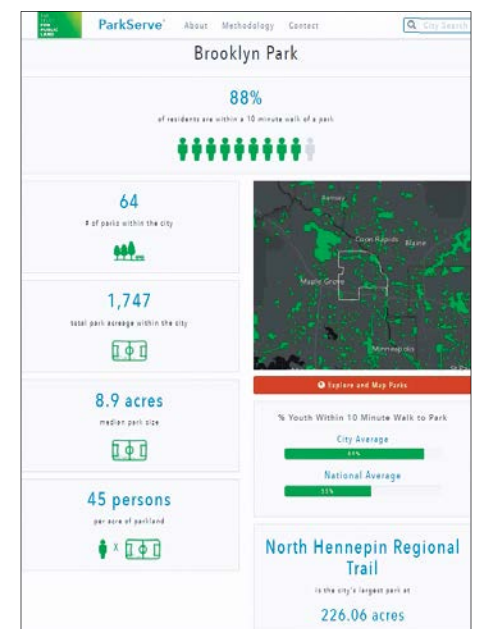 FOR
PUBLIC
LAND
ParkServe
About Methodology Contact
City Search
Brooklyn Park
88%
of residents are within a 10 minute walk of a park
64
# of parks within the city
1,747
total park acreage within the city
8.9 acres
median park size
45 persons
per acre of parkland
x
Ramsey
Coon Rapids
Blaine
Maple Grove
Minneapolis
Explore and Map Parks
% Youth Within 10 Minute Walk to Park
City Average
National Average
55%
North Hennepin Regional
Trail
is the city's largest park at
226.06 acres